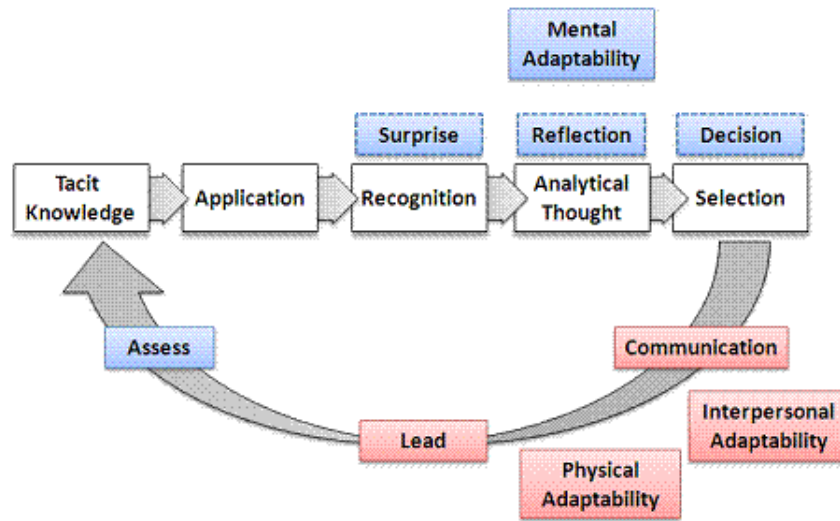 Mental
Adaptability
Surprise
Reflection
Decision
Tacit
Knowledge
Application
Recognition
Analytical
Thought
Selection
Assess
Communication
Lead
Interpersonal
Adaptability
Physical
Adaptability